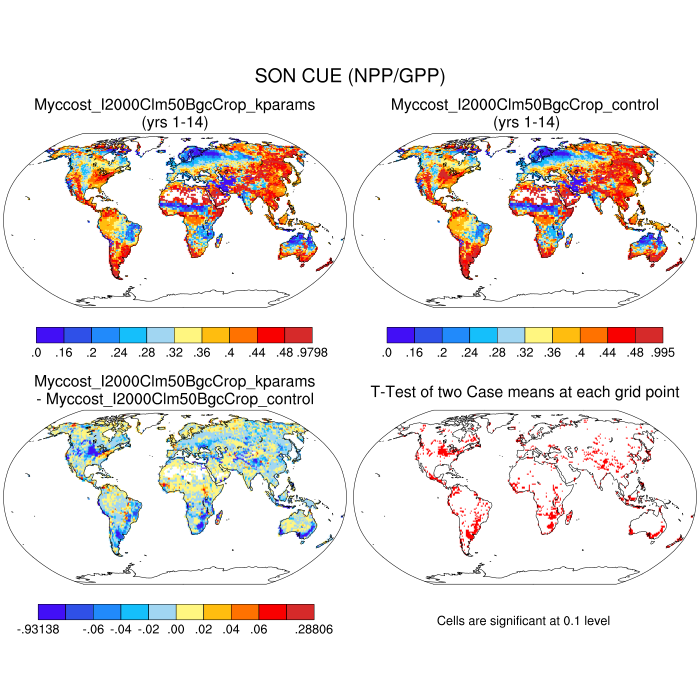 SON CUE (NPP/GPP)
Myccost_I2000Clm50BgcCrop_kparams
(yrs 1-14)
Myccost_I2000Clm50BgcCrop_control
(yrs 1-14)
.0 .16 .2 .24 .28 .32 .36 .4 .44 .48 .9798
.0 .16 .2 .24 .28 .32 .36 .4 .44 .48 .995
Myccost_I2000Clm50BgcCrop_kparams
- Myccost_I2000Clm50BgcCrop_control
T-Test of two Case means at each grid point
-.93138 -.06 -.04 -.02 .00 .02 .04 .06 .28806
Cells are significant at 0.1 level